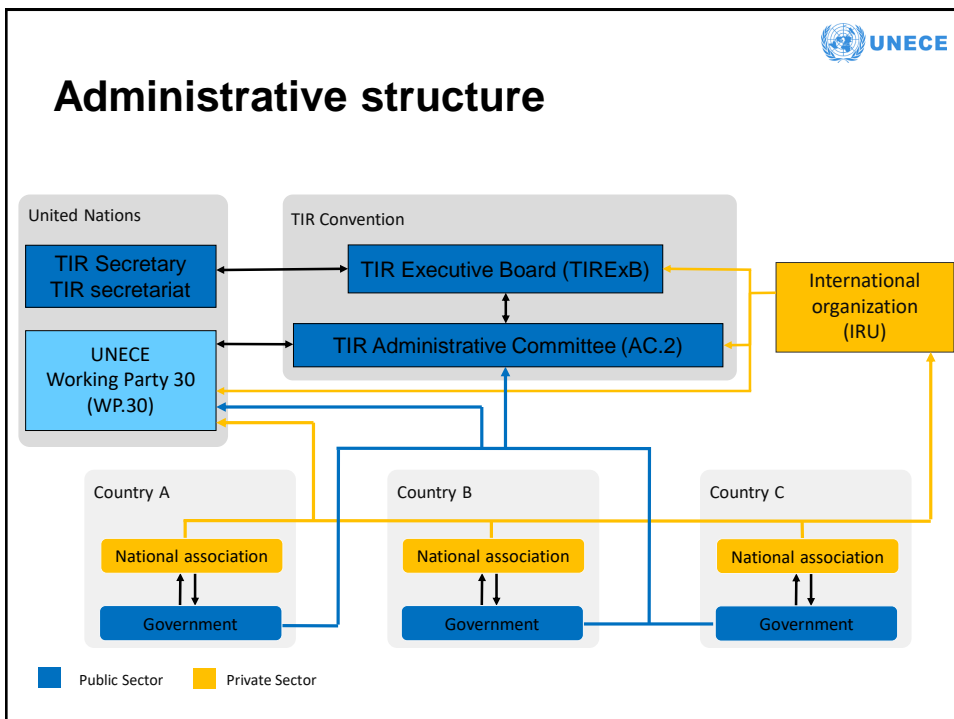 UNECE
Administrative structure
United Nations
TIR Convention
TIR Secretary
TIR secretariat
TIR Executive Board (TIRExB)
International
organization
(IRU)
UNECE
Working Party 30
(WP.30)
TIR Administrative Committee (AC.2)
Country A
Country B
Country C
National association
National association
National association
Government
Government
Government
Public Sector
Private Sector